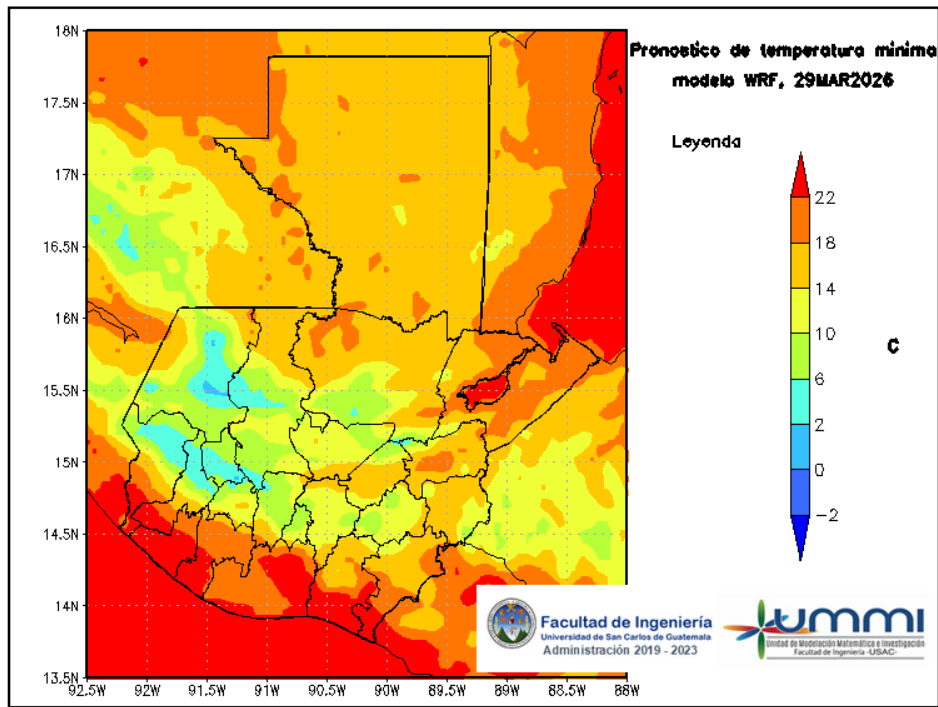 Pronostico de temperatura minima
modelo WRF, 29MAR2026
Leyenda
22
18
14
10
6
2
0
-2
C
18N
17.5N
17N
16.5N
16N
15.5N
15N
14.5N
14N
13.5N
92.5W
92W
91.5W
91W
90.5W
90W
89.5W
89W
88.5W
88W
Facultad de Ingeniería
Universidad de San Carlos de Guatemala
Administración 2019 - 2023
ummi
Unidad de Modelación Matemática e Investigación
Facultad de Ingeniería -USAC-